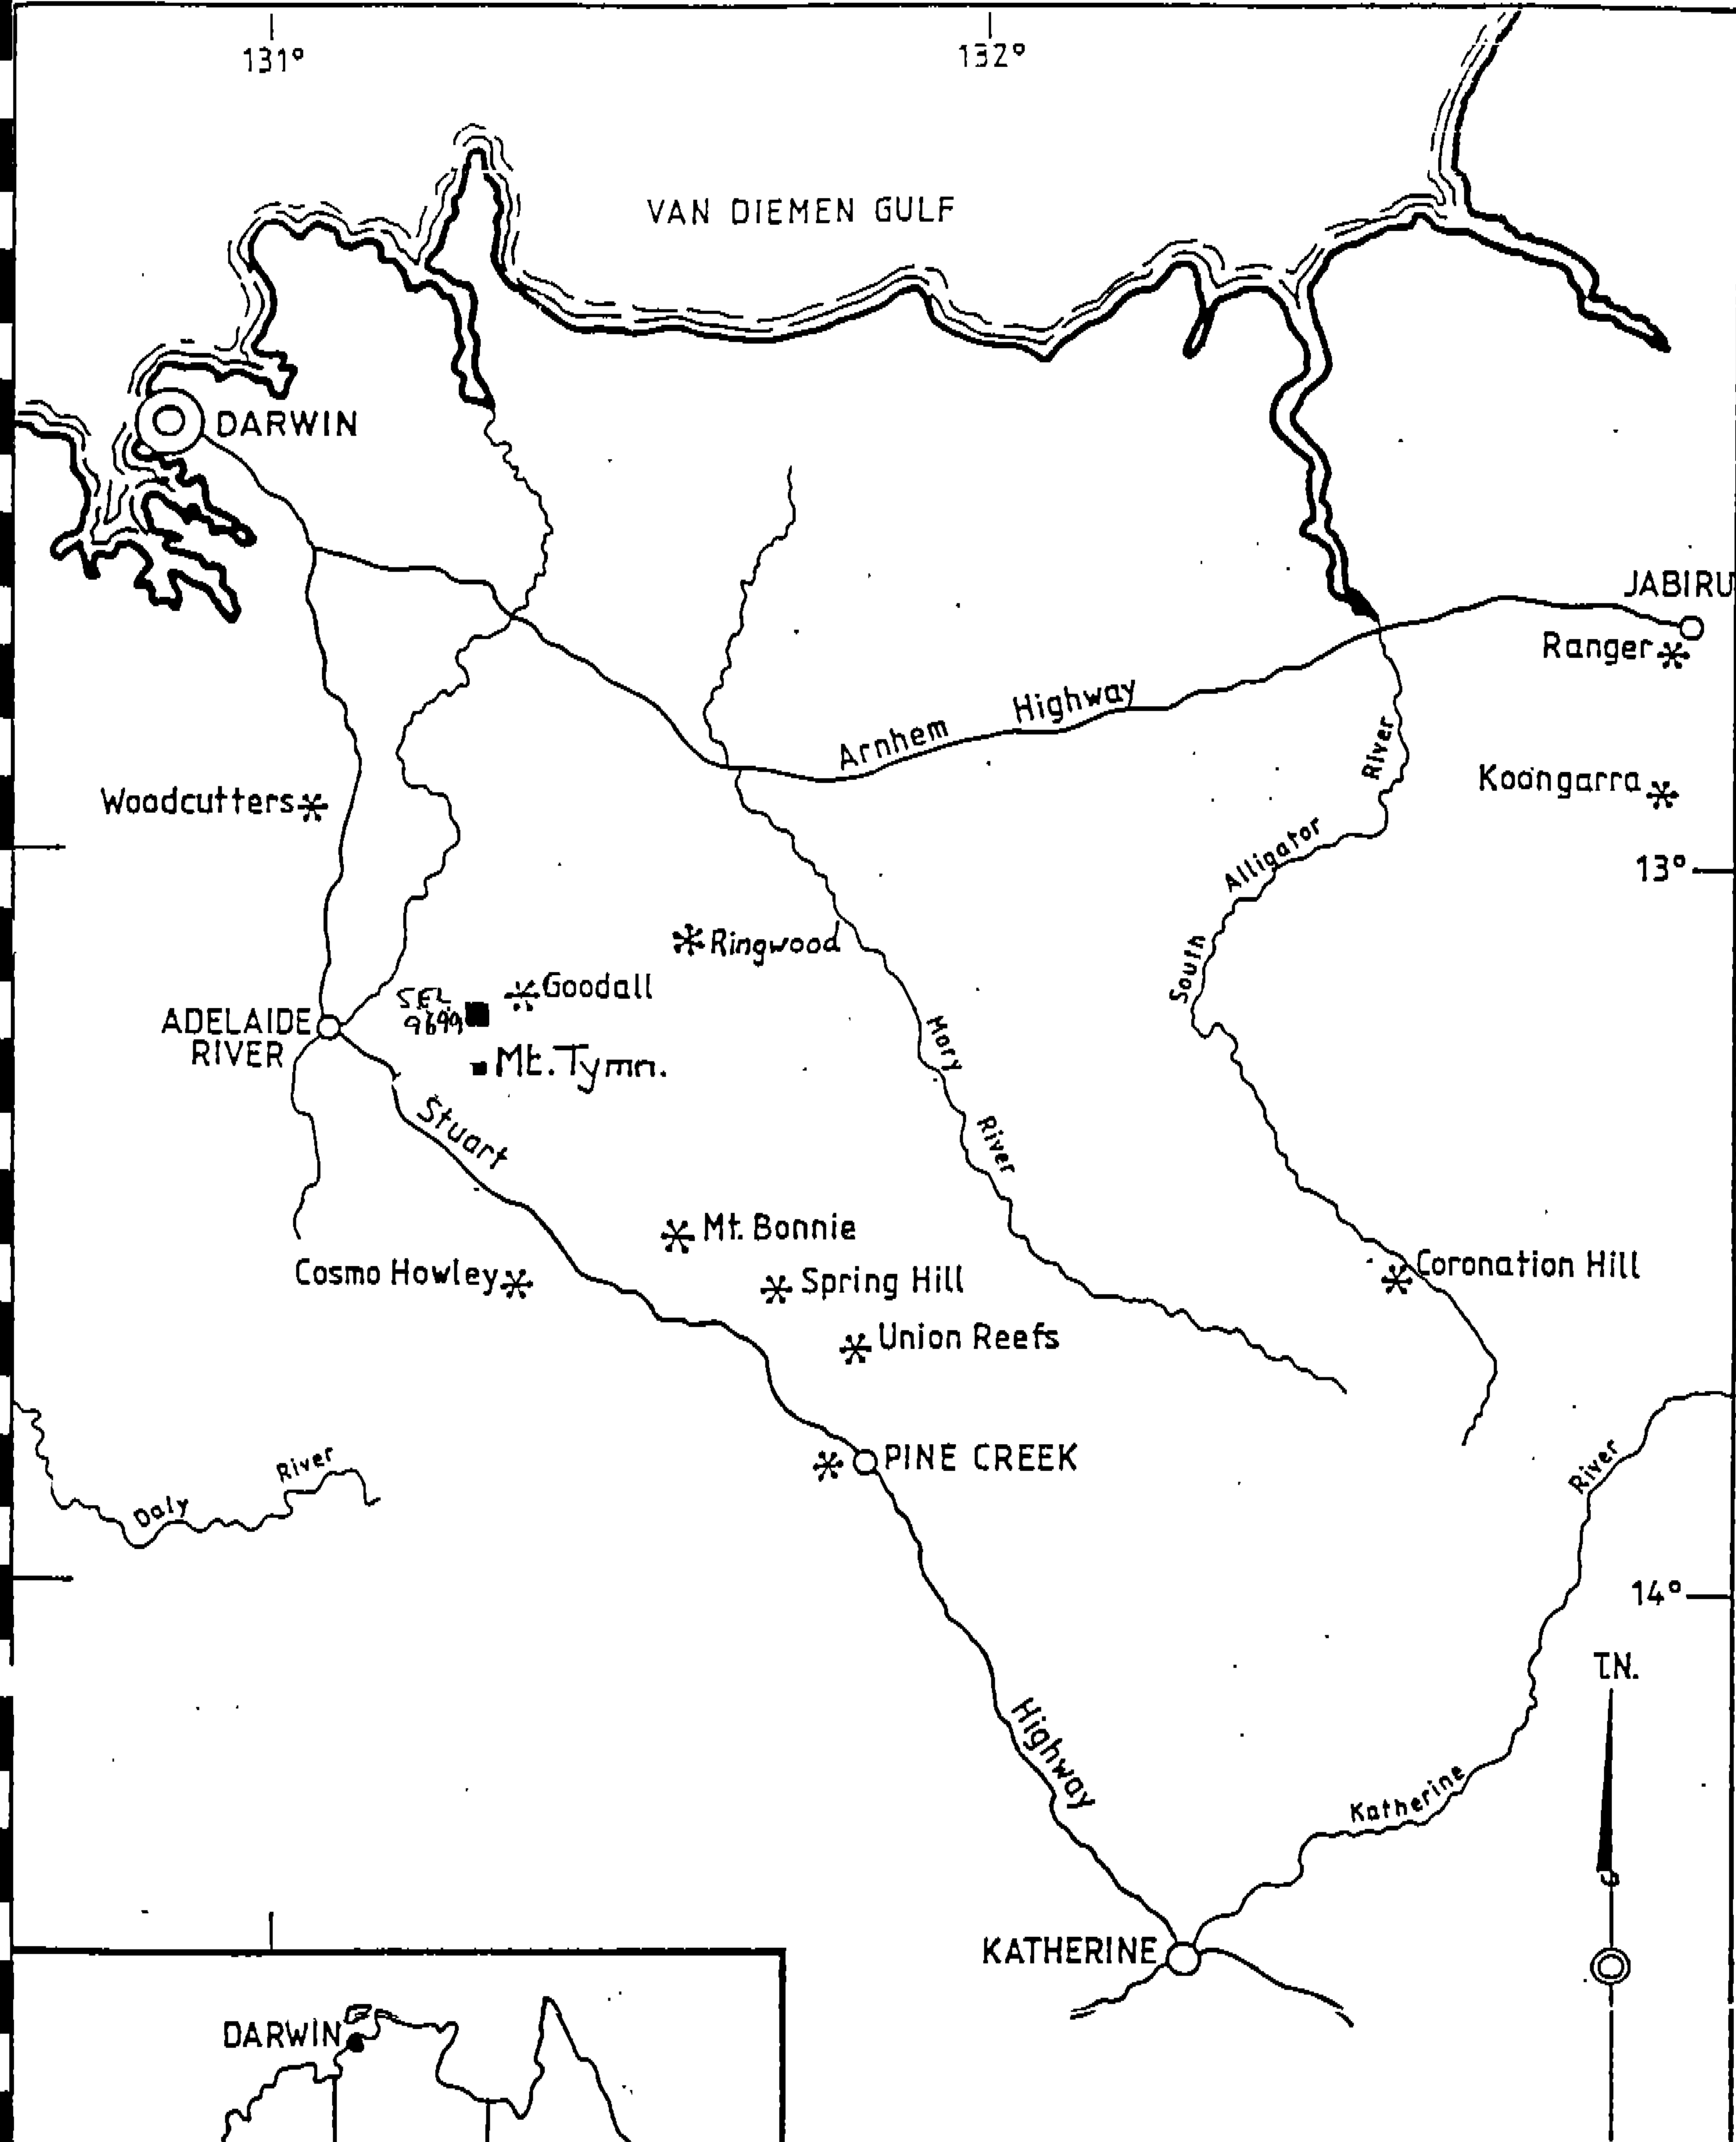 131°
132°
VAN DIEMEN GULF
DARWIN
JABIRU
Ranger
Arnhem Highway
River
Koongarra
Woodcutters
Alligator
13°
Ringwood
South
Goodall
SEL
9699
ADELAIDE
RIVER
Mt. Tymn.
Mary
River
Stuart
Mt. Bonnie
Cosmo Howley
Spring Hill
Coronation Hill
Union Reefs
PINE CREEK
River
Daly
River
14°
T.N.
Highway
Katherine
KATHERINE
DARWIN